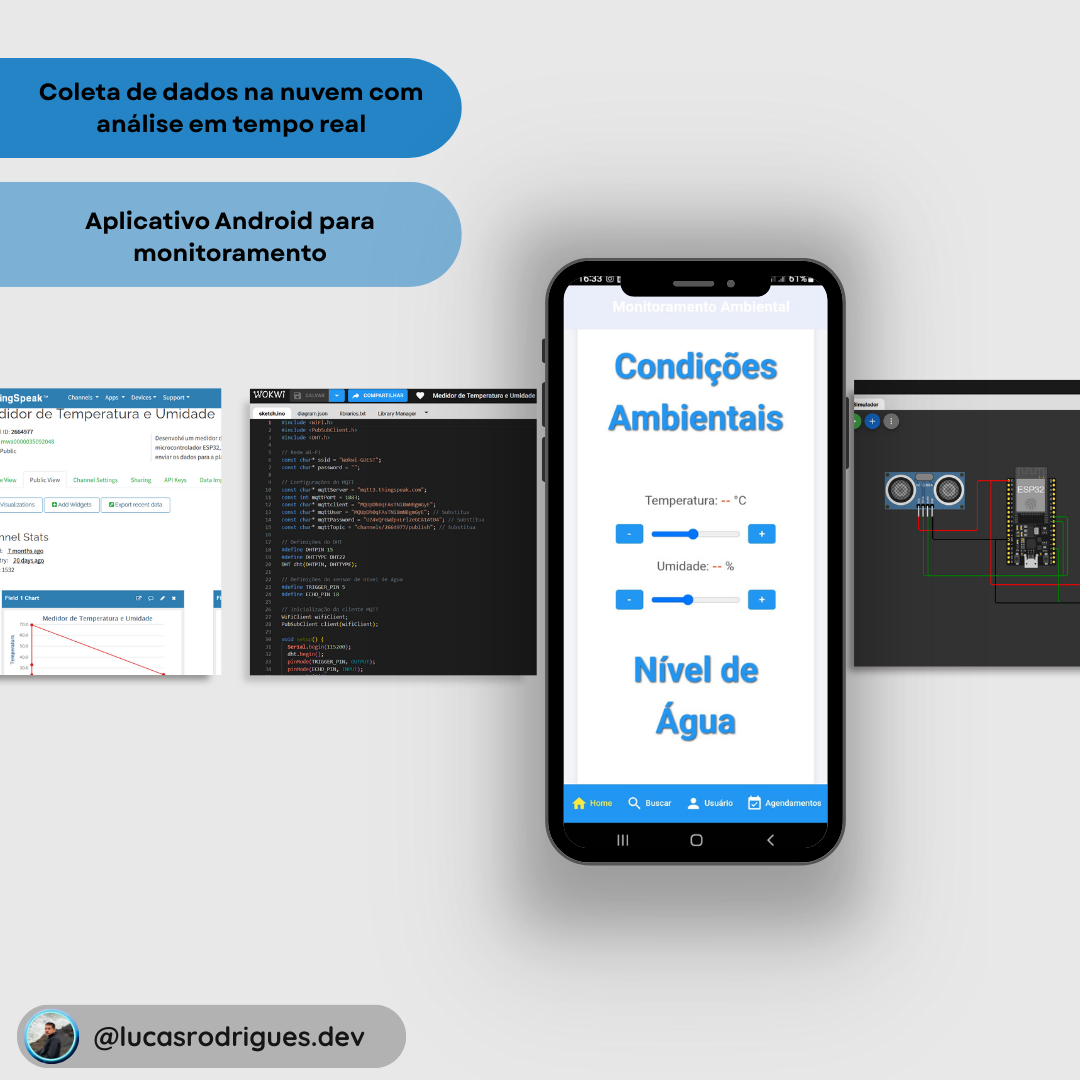 Coleta de dados na nuvem com
análise em tempo real
Aplicativo Android para
monitoramento
ingSpeak™
Channels
Apps
Devices
Support
didor de Temperatura e Umidade
ID: 2664977
mwa0000035092048
Public
Desenvolvi um medidor d
microcontrolador ESP32,
enviar os dados para a pl
e View
Public View
Channel Settings
Sharing
API Keys
Data Imp
Visualizations
Add Widgets
Export recent data
nnel Stats
7 months ago
20 days ago
1532
Field 1 Chart
Medidor de Temperatura e Umidade
Temperatura
70.0
60.0
50.0
40.0
30.0
WOKWI
SALVAR
COMPARTILHAR
Medidor de Temperatura e Umidade
sketch.ino
diagram.json
libraries.txt
Library Manager
1 #include <WiFi.h>
2 #include <PubSubClient.h>
3 #include <DHT.h>
4
5 // Rede Wi-Fi
6 const char* ssid = "Wokwi-GUEST";
7 const char* password = "";
8
9 // Configurações do MQTT
10 const char* mqttServer = "mqtt3.thingspeak.com";
11 const int mqttPort = 1883;
12 const char* mqttClient =
13 const char* mqttUser = // Substitua
14 const char* mqttPassword = // Substitua
15 const char* mqttTopic = "channels/2664977/publish"; // Substitua
16
17 // Definições do DHT
18 #define DHTPIN 15
19 #define DHTTYPE DHT22
20 DHT dht(DHTPIN, DHTTYPE);
21
22 // Definições do sensor de nível de água
23 #define TRIGGER_PIN 5
24 #define ECHO_PIN 18
25
26 // Inicialização do cliente MQTT
27 WiFiClient wifiClient;
28 PubSubClient client(wifiClient);
29
30 void setup() {
31 Serial.begin(115200);
32 dht.begin();
33 pinMode(TRIGGER_PIN, OUTPUT);
34 pinMode(ECHO_PIN, INPUT);
16:33
61%
Monitoramento Ambiental
Condições
Ambientais
Temperatura: -- °C
-
+
Umidade: -- %
-
+
Nível de
Água
Home
Buscar
Usuário
Agendamentos
Simulador
ESP32
@lucasrodrigues.dev